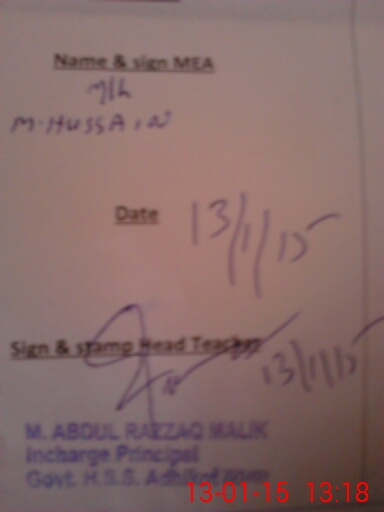 Name & sign MEA
M. HUSSAIN
Date 13/1/15
Sign & stamp Head Teacher
13/1/15
M. ABDUL RAZZAQ MALIK
Incharge Principal
Govt. H.S.S.
13-01-15 13:18